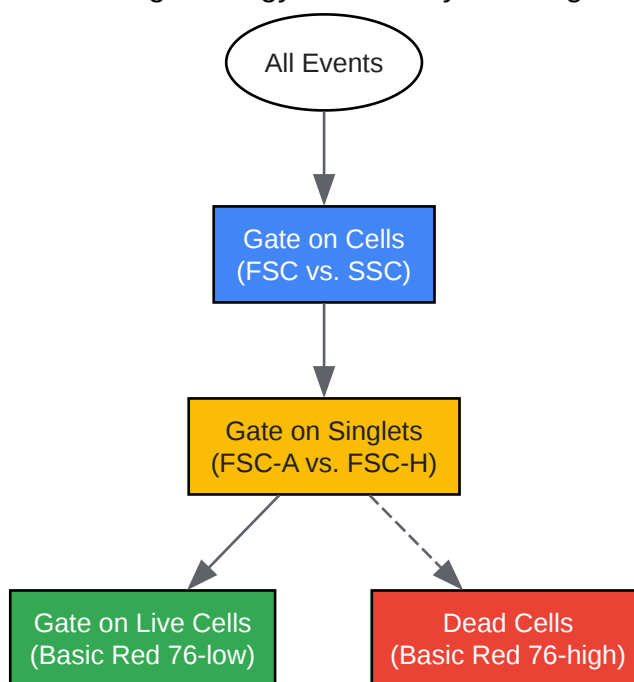 All Events
Gate on Cells
(FSC vs. SSC)
Gate on Singlets
(FSC-A vs. FSC-H)
Gate on Live Cells
(Basic Red 76-low)
Dead Cells
(Basic Red 76-high)